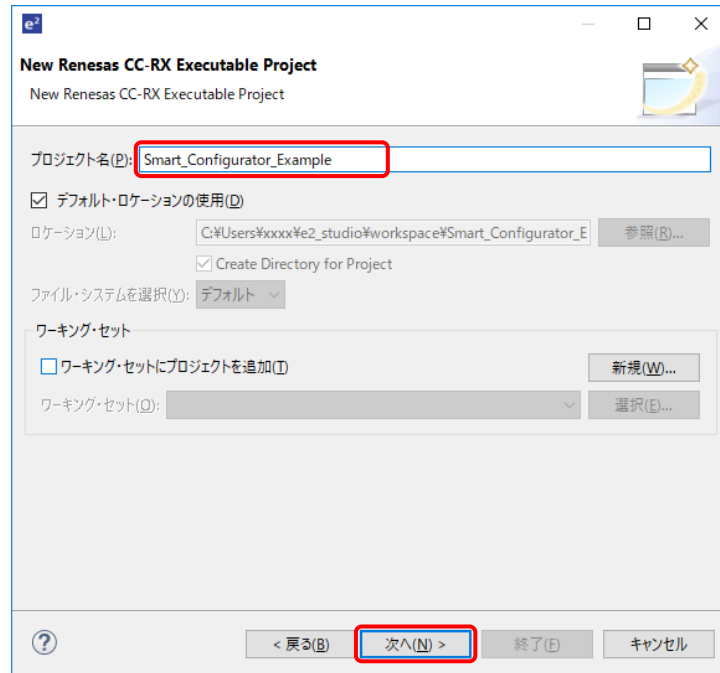 e²
New Renesas CC-RX Executable Project
New Renesas CC-RX Executable Project
プロジェクト名(P): Smart_Configurator_Example
デフォルト・ロケーションの使用(D)
ロケーション(L): C:¥Users¥xxxx¥e2_studio¥workspace¥Smart_Configurator_E 参照(R)...
Create Directory for Project
ファイル・システムを選択(Y): デフォルト
ワーキング・セット
ワーキング・セットにプロジェクトを追加(T) 新規(W)...
ワーキング・セット(O): 選択(E)...
? < 戻る(B) 次へ(N) > 終了(F) キャンセル